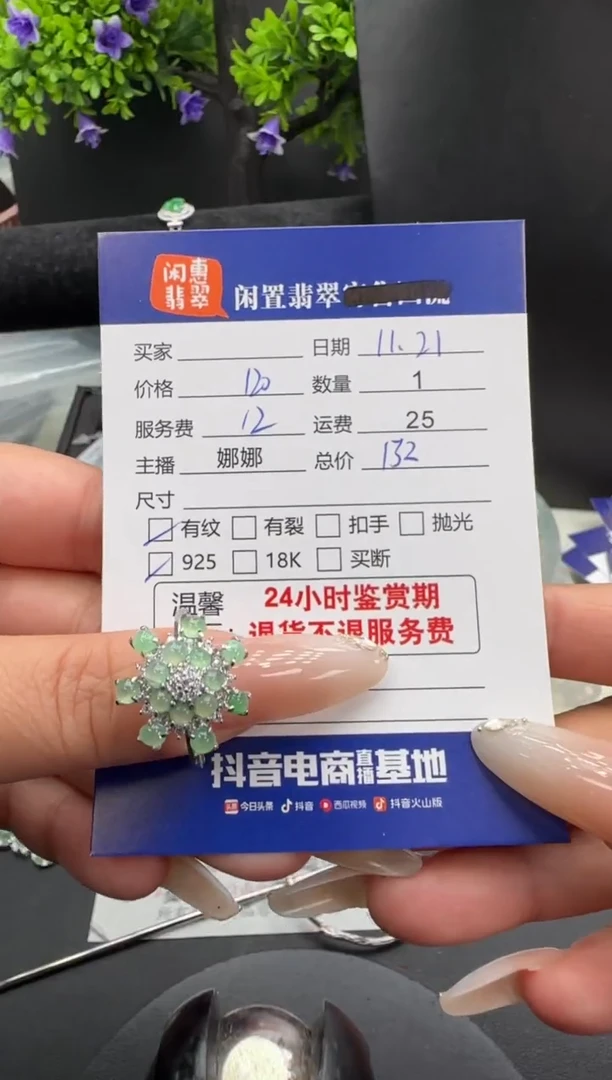 闲惠
翡翠
闲置翡翠
买家 日期 11.21
价格 120 数量 1
服务费 12 运费 25
主播 娜娜 总价 132
尺寸
有纹 有裂 扣手 抛光
925 18K 买断
温馨 24小时鉴赏期
退货不退服务费
抖音电商直播基地
头条 今日头条 抖音 西瓜视频 抖音火山版